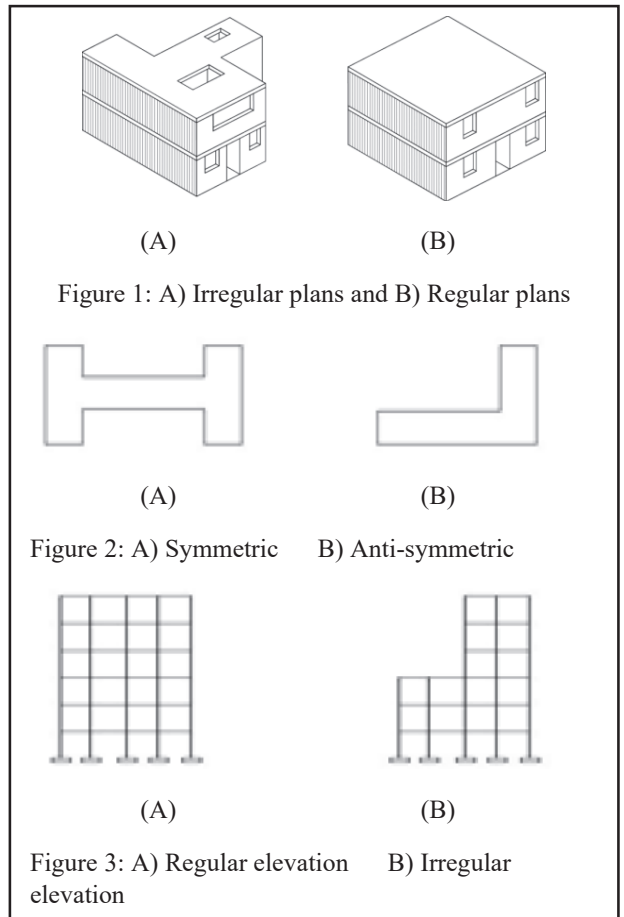 (A) (B)
Figure 1: A) Irregular plans and B) Regular plans
(A) (B)
Figure 2: A) Symmetric B) Anti-symmetric
(A) (B)
Figure 3: A) Regular elevation B) Irregular
elevation